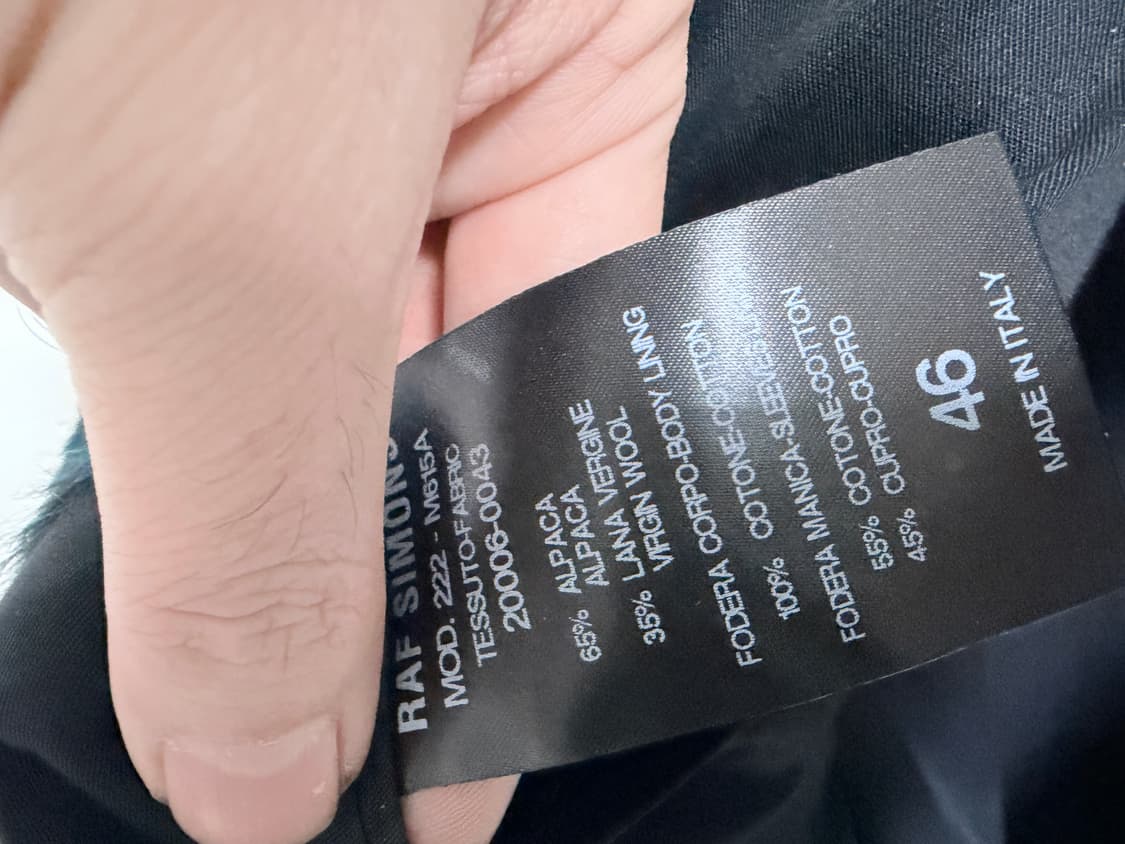 RAF SIMONS
MOD. 222 - M615A
TESSUTO-FABRIC
20006-0043
65% ALPACA
ALPACA
35% LANA VERGINE
VIRGIN WOOL
FODERA CORPO-BODY LINING
100% COTONE-COTTON
FODERA MANICA-SLEEVE
55% COTONE-COTTON
45% CUPRO-CUPRO
46
MADE IN ITALY